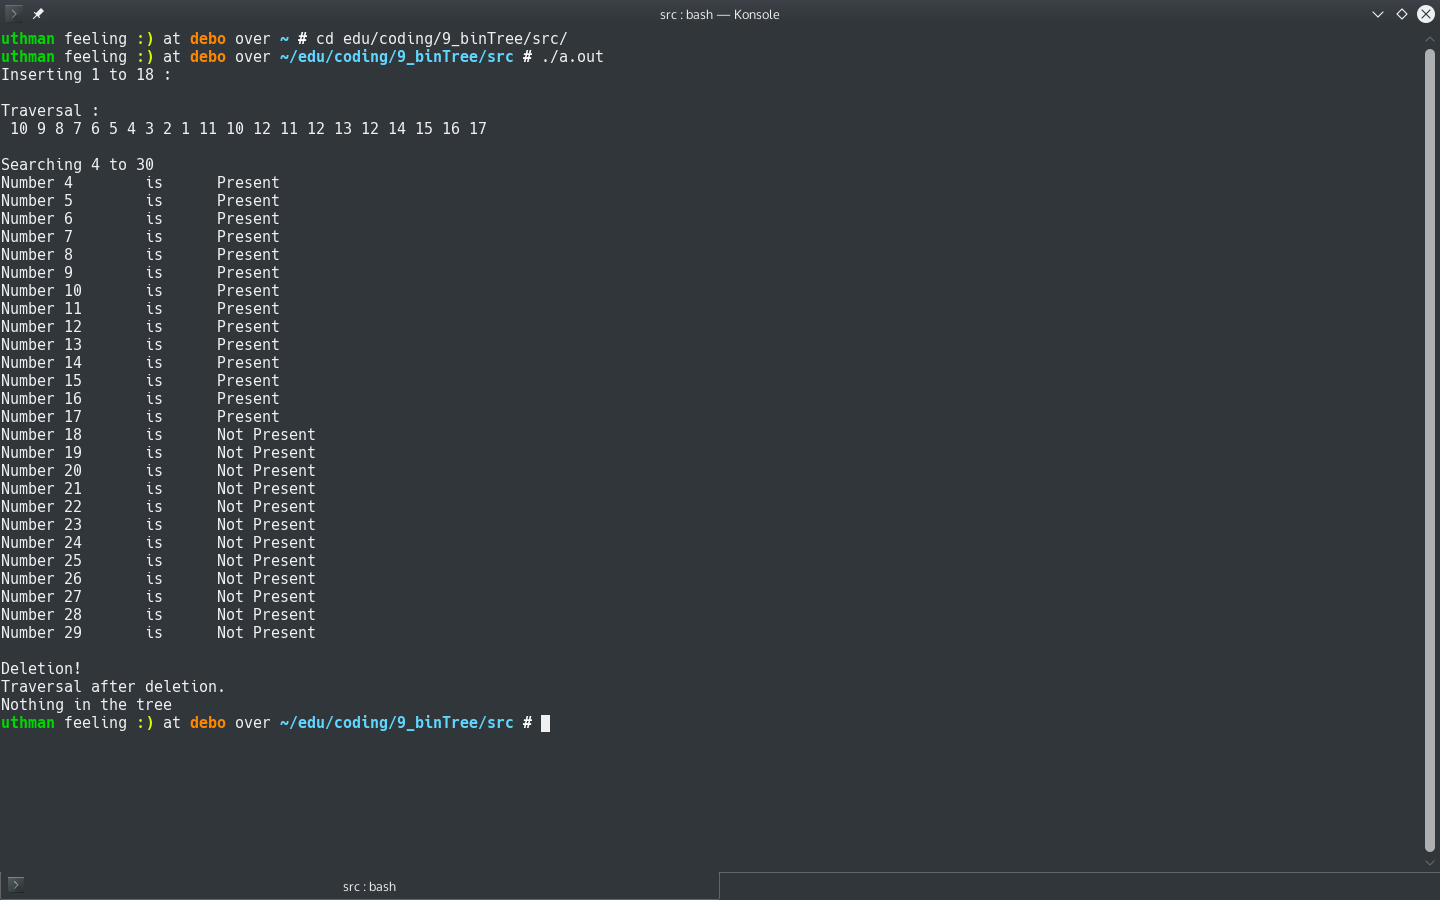 src : bash — Konsole
uthman feeling :) at debo over ~ # cd edu/coding/9_binTree/src/
uthman feeling :) at debo over ~/edu/coding/9_binTree/src # ./a.out
Inserting 1 to 18 :
Traversal :
10 9 8 7 6 5 4 3 2 1 11 10 12 11 12 13 12 14 15 16 17
Searching 4 to 30
Number 4 is Present
Number 5 is Present
Number 6 is Present
Number 7 is Present
Number 8 is Present
Number 9 is Present
Number 10 is Present
Number 11 is Present
Number 12 is Present
Number 13 is Present
Number 14 is Present
Number 15 is Present
Number 16 is Present
Number 17 is Present
Number 18 is Not Present
Number 19 is Not Present
Number 20 is Not Present
Number 21 is Not Present
Number 22 is Not Present
Number 23 is Not Present
Number 24 is Not Present
Number 25 is Not Present
Number 26 is Not Present
Number 27 is Not Present
Number 28 is Not Present
Number 29 is Not Present
Deletion!
Traversal after deletion.
Nothing in the tree
uthman feeling :) at debo over ~/edu/coding/9_binTree/src #
src : bash